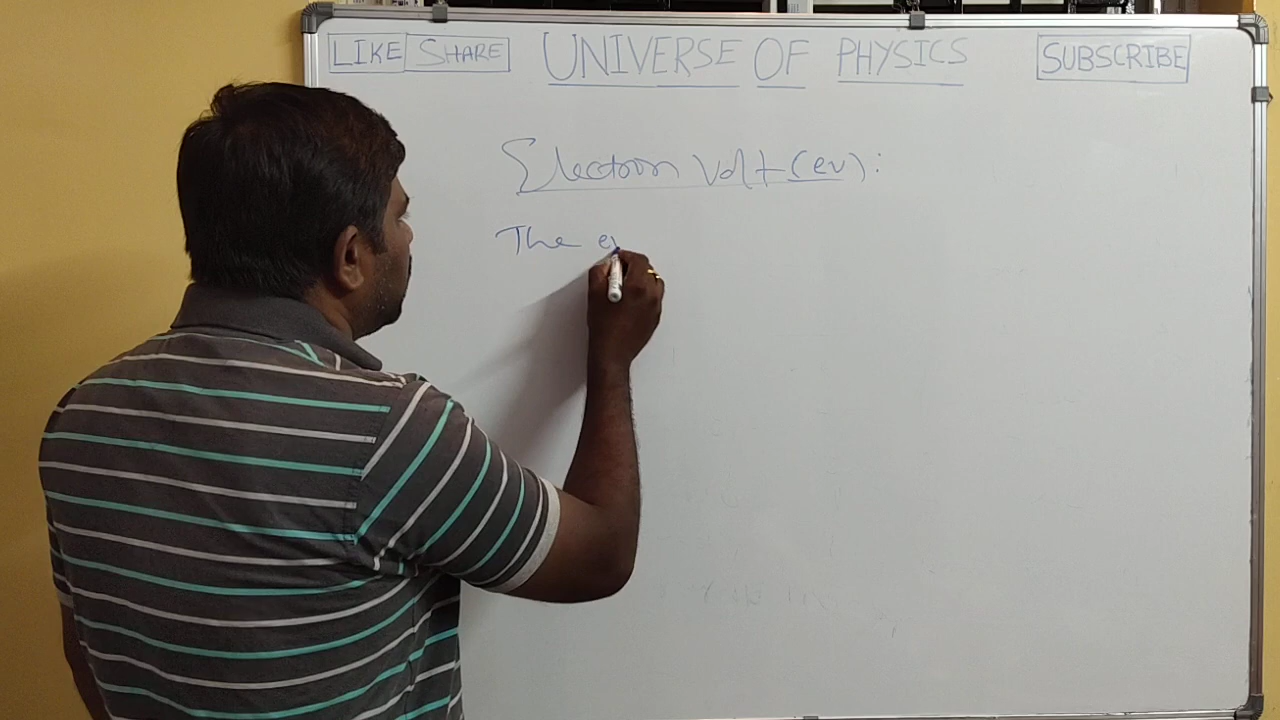 LIKE SHARE UNIVERSE OF PHYSICS SUBSCRIBE
Electron Volt (ev):
The